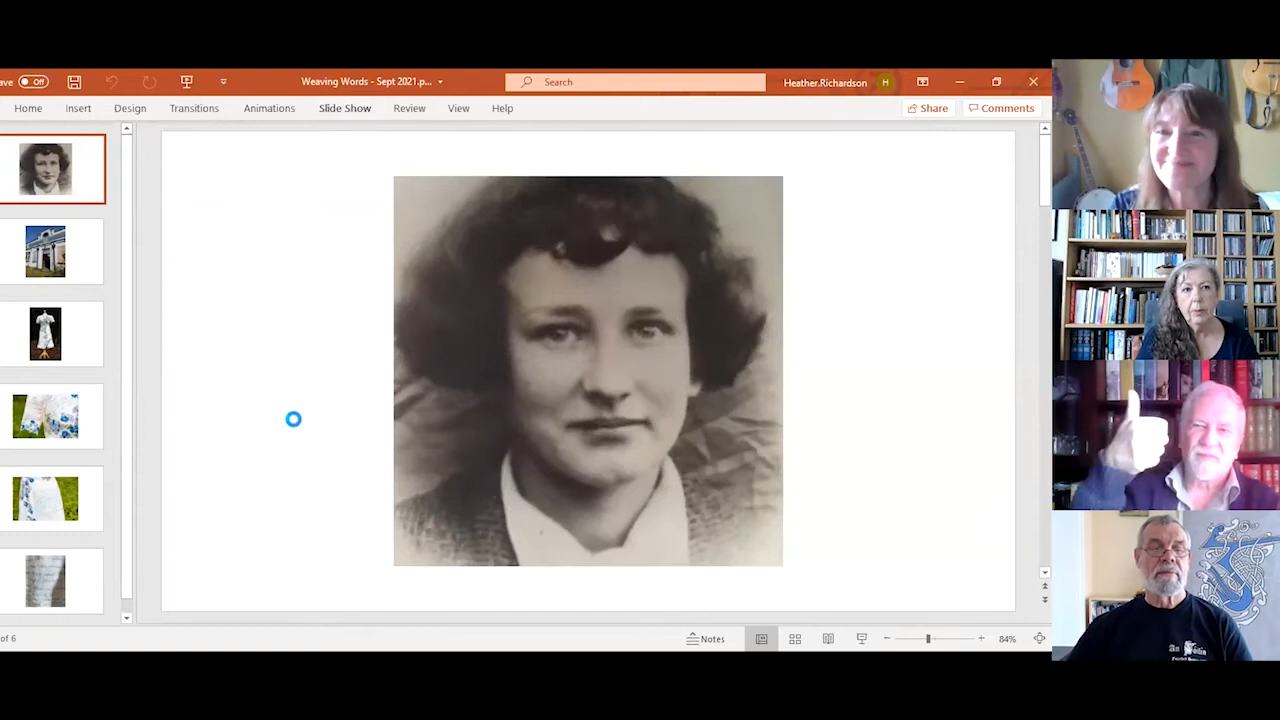 ave Off Weaving Words - Sept 2021.p... Search Heather.Richardson H
Home Insert Design Transitions Animations Slide Show Review View Help Share Comments
of 6 Notes 84%
An